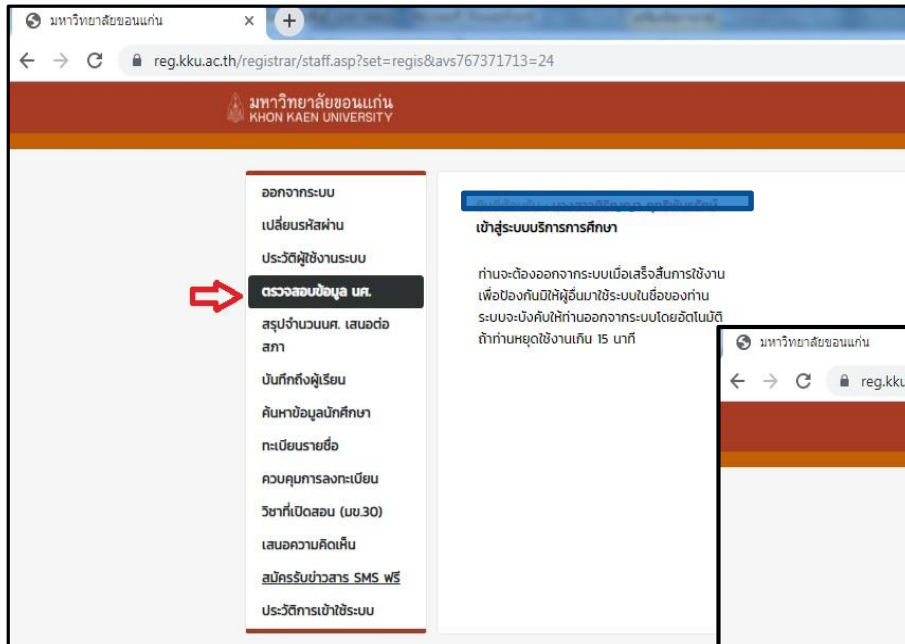 มหาวิทยาลัยขอนแก่น
reg.kku.ac.th/registrar/staff.asp?set=regis&avs767371713=24
มหาวิทยาลัยขอนแก่น
KHON KAEN UNIVERSITY
ออกจากระบบ
เปลี่ยนรหัสผ่าน
ประวัติผู้ใช้งานระบบ
ตรวจสอบข้อมูล นศ.
สรุปจำนวนนศ. เสนอต่อ
สภา
บันทึกถึงผู้เรียน
ค้นหาข้อมูลนักศึกษา
ทะเบียนรายชื่อ
ควบคุมการลงทะเบียน
วิชาที่เปิดสอน (มข.30)
เสนอความคิดเห็น
สมัครรับข่าวสาร SMS ฟรี
ประวัติการเข้าใช้ระบบ
เข้าสู่ระบบบริการการศึกษา
ท่านจะต้องออกจากระบบเมื่อเสร็จสิ้นการใช้งาน
เพื่อป้องกันมิให้ผู้อื่นมาใช้ระบบในชื่อของท่าน
ระบบจะบังคับให้ท่านออกจากระบบโดยอัตโนมัติ
ถ้าท่านหยุดใช้งานเกิน 15 นาที
มหาวิทยาลัยขอนแก่น
reg.kku